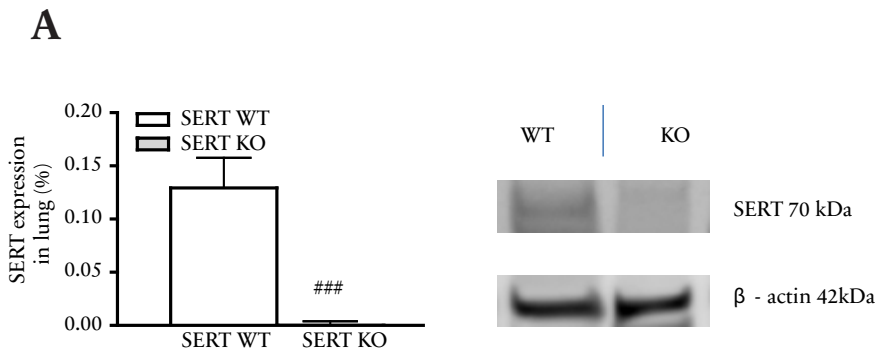 A
0.20
0.15
0.10
0.05
0.00
SERT expression
in lung (%)
SERT WT
SERT KO
###
SERT WT
SERT KO
WT
KO
SERT 70 kDa
β - actin 42kDa